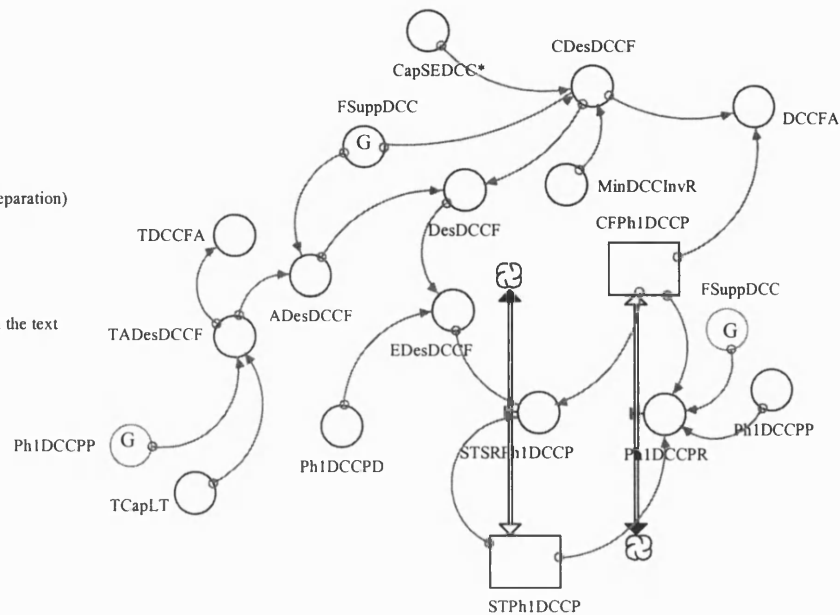 CDesDCCF
CapSEDCC*
FSuppDCC
DCCFA
G
eparation)
MinDCCInvR
TDCCFA
DesDCCF
CFPh1DCCP
FSuppDCC
ADesDCCF
the text
TADesDCCF
G
EDesDCCF
Ph1DCCPP
G
Ph1DCCPP
Ph1DCCPD
STSRPh1DCCP
Ph1DCCPR
TCapLT
STPh1DCCP